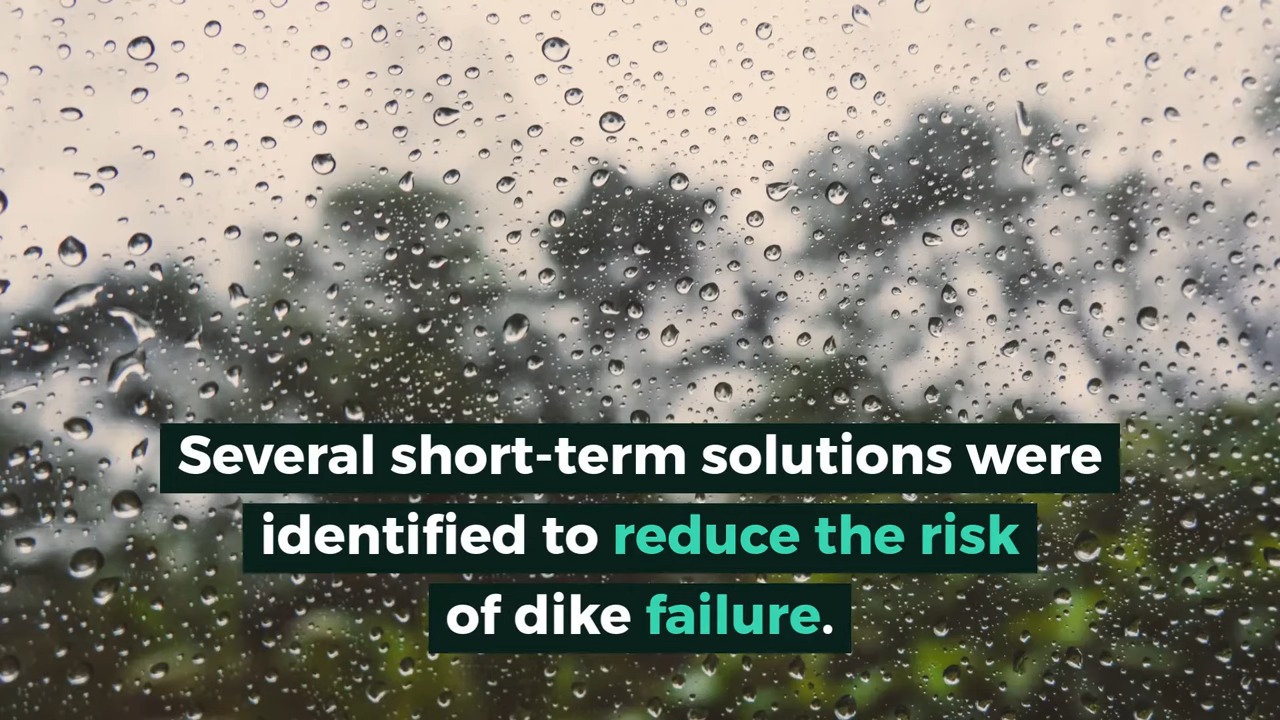 Several short-term solutions were
identified to reduce the risk
of dike failure.